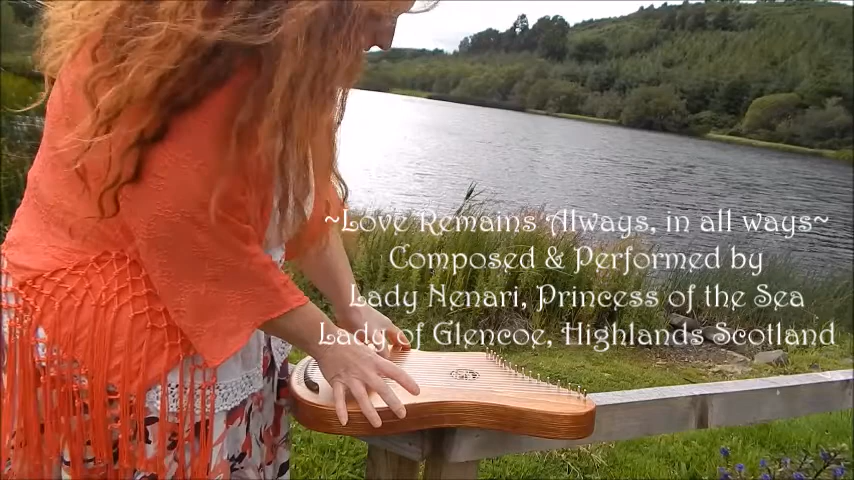 ~Love Remains Always, in all ways~
Composed & performed by
Lady Nenari, Princess of the Sea
Lady of Glencoe, Highlands, Scotland